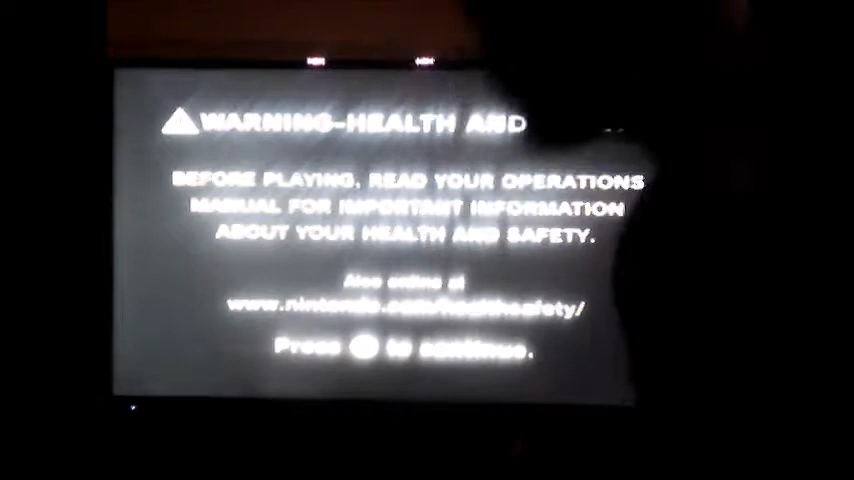 WARNING-HEALTH AND
BEFORE PLAYING, READ YOUR OPERATIONS
MANUAL FOR IMPORTANT INFORMATION
ABOUT YOUR HEALTH AND SAFETY.
Also online at
www.nintendo.com/healthsafety/
Press to continue.